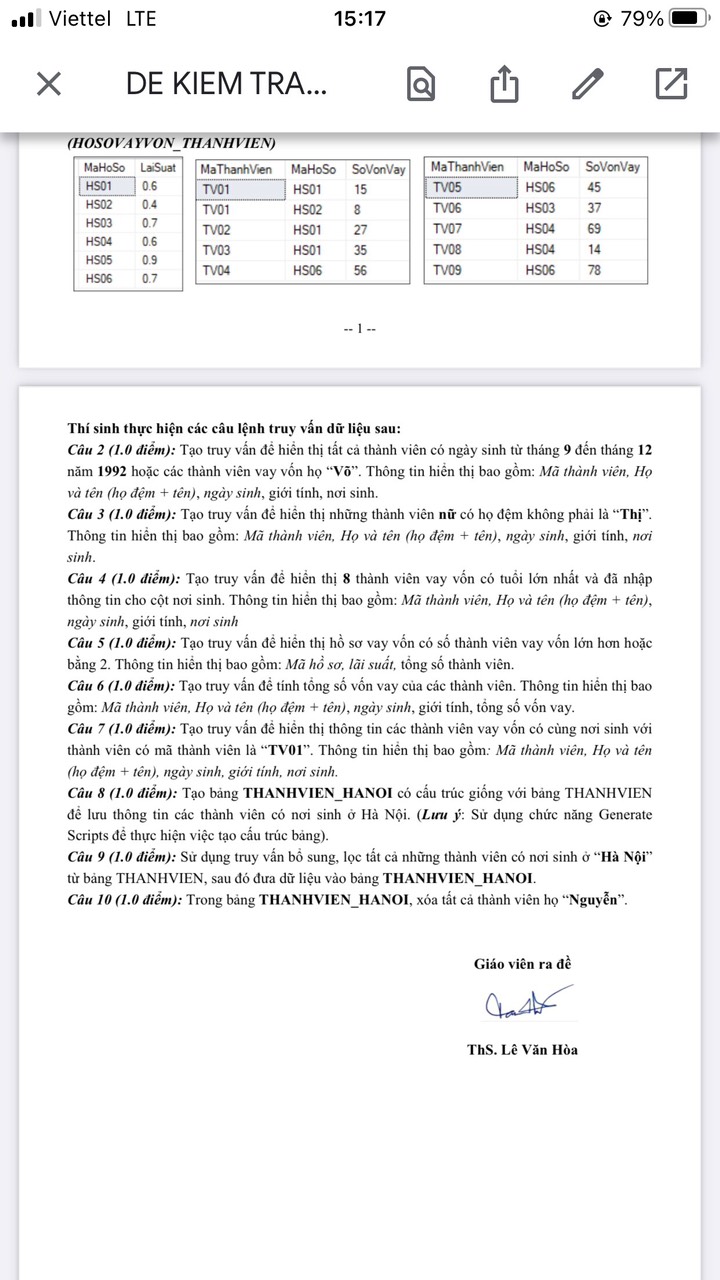 Viettel LTE 15:17 79%
DE KIEM TRA...
(HOSOVAYVON_THANHVIEN)
MaHoSo LaiSuat
HS01 0.6
HS02 0.4
HS03 0.7
HS04 0.6
HS05 0.9
HS06 0.7
MaThanhVien MaHoSo SoVonVay
TV01 HS01 15
TV01 HS02 8
TV02 HS01 27
TV03 HS01 35
TV04 HS06 56
MaThanhVien MaHoSo SoVonVay
TV05 HS06 45
TV06 HS03 37
TV07 HS04 69
TV08 HS04 14
TV09 HS06 78
-- 1 --
Thí sinh thực hiện các câu lệnh truy vấn dữ liệu sau:
Câu 2 (1.0 điểm): Tạo truy vấn để hiển thị tất cả thành viên có ngày sinh từ tháng 9 đến tháng 12
năm 1992 hoặc các thành viên vay vốn họ “Võ”. Thông tin hiển thị bao gồm: Mã thành viên, Họ
và tên (họ đệm + tên), ngày sinh, giới tính, nơi sinh.
Câu 3 (1.0 điểm): Tạo truy vấn để hiển thị những thành viên nữ có họ đệm không phải là “Thị”.
Thông tin hiển thị bao gồm: Mã thành viên, Họ và tên (họ đệm + tên), ngày sinh, giới tính, nơi
sinh.
Câu 4 (1.0 điểm): Tạo truy vấn để hiển thị 8 thành viên vay vốn có tuổi lớn nhất và đã nhập
thông tin cho cột nơi sinh. Thông tin hiển thị bao gồm: Mã thành viên, Họ và tên (họ đệm + tên),
ngày sinh, giới tính, nơi sinh
Câu 5 (1.0 điểm): Tạo truy vấn để hiển thị hồ sơ vay vốn có số thành viên vay vốn lớn hơn hoặc
bằng 2. Thông tin hiển thị bao gồm: Mã hồ sơ, lãi suất, tổng số thành viên.
Câu 6 (1.0 điểm): Tạo truy vấn để tính tổng số vốn vay của các thành viên. Thông tin hiển thị bao
gồm: Mã thành viên, Họ và tên (họ đệm + tên), ngày sinh, giới tính, tổng số vốn vay.
Câu 7 (1.0 điểm): Tạo truy vấn để hiển thị thông tin các thành viên vay vốn có cùng nơi sinh với
thành viên có mã thành viên là “TV01”. Thông tin hiển thị bao gồm: Mã thành viên, Họ và tên
(họ đệm + tên), ngày sinh, giới tính, nơi sinh.
Câu 8 (1.0 điểm): Tạo bảng THANHVIEN_HANOI có cấu trúc giống với bảng THANHVIEN
để lưu thông tin các thành viên có nơi sinh ở Hà Nội. (Lưu ý: Sử dụng chức năng Generate
Scripts để thực hiện việc tạo cấu trúc bảng).
Câu 9 (1.0 điểm): Sử dụng truy vấn bổ sung, lọc tất cả những thành viên có nơi sinh ở “Hà Nội”
từ bảng THANHVIEN, sau đó đưa dữ liệu vào bảng THANHVIEN_HANOI.
Câu 10 (1.0 điểm): Trong bảng THANHVIEN_HANOI, xóa tất cả thành viên họ “Nguyễn”.
Giáo viên ra đề
ThS. Lê Văn Hòa